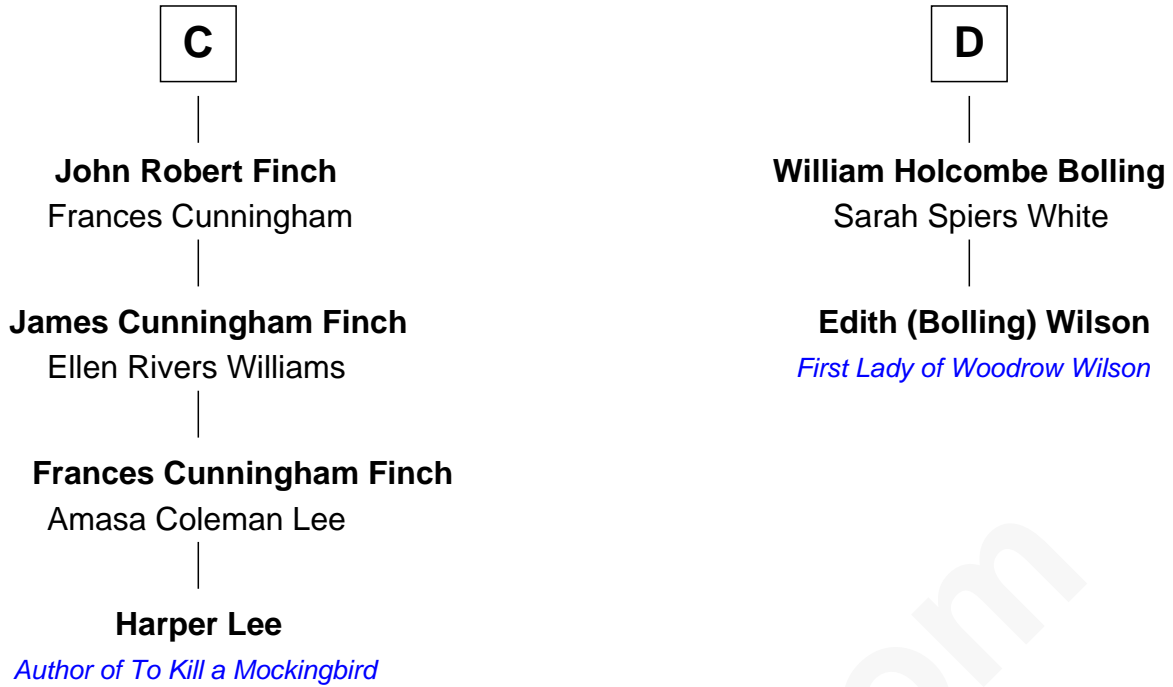 C
John Robert Finch
Frances Cunningham
James Cunningham Finch
Ellen Rivers Williams
Frances Cunningham Finch
Amasa Coleman Lee
Harper Lee
Author of To Kill a Mockingbird
D
William Holcombe Bolling
Sarah Spiers White
Edith (Bolling) Wilson
First Lady of Woodrow Wilson
om